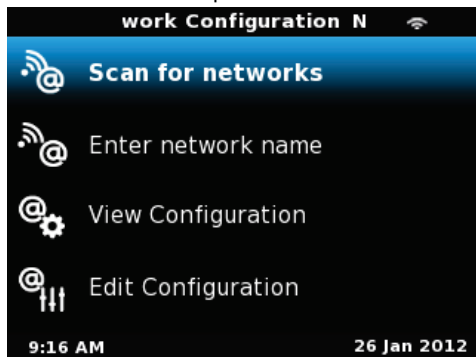 work Configuration N
Scan for networks
Enter network name
View Configuration
Edit Configuration
9:16 AM 26 Jan 2012